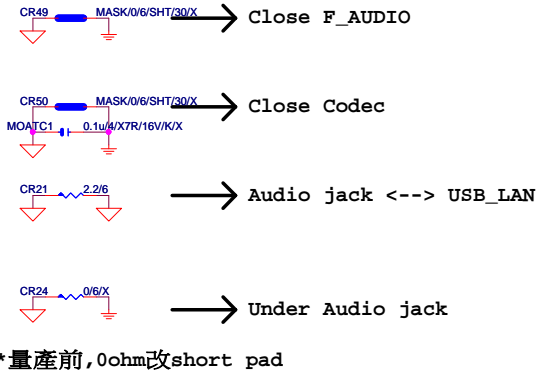 CR49 MASK/0/6/SHT/30/X Close F_AUDIO
CR50 MASK/0/6/SHT/30/X Close Codec
MOATC1 0.1u/4/X7R/16V/K/X
CR21 2.2/6 Audio jack <--> USB_LAN
CR24 0/6/X Under Audio jack
*量產前,0ohm改short pad